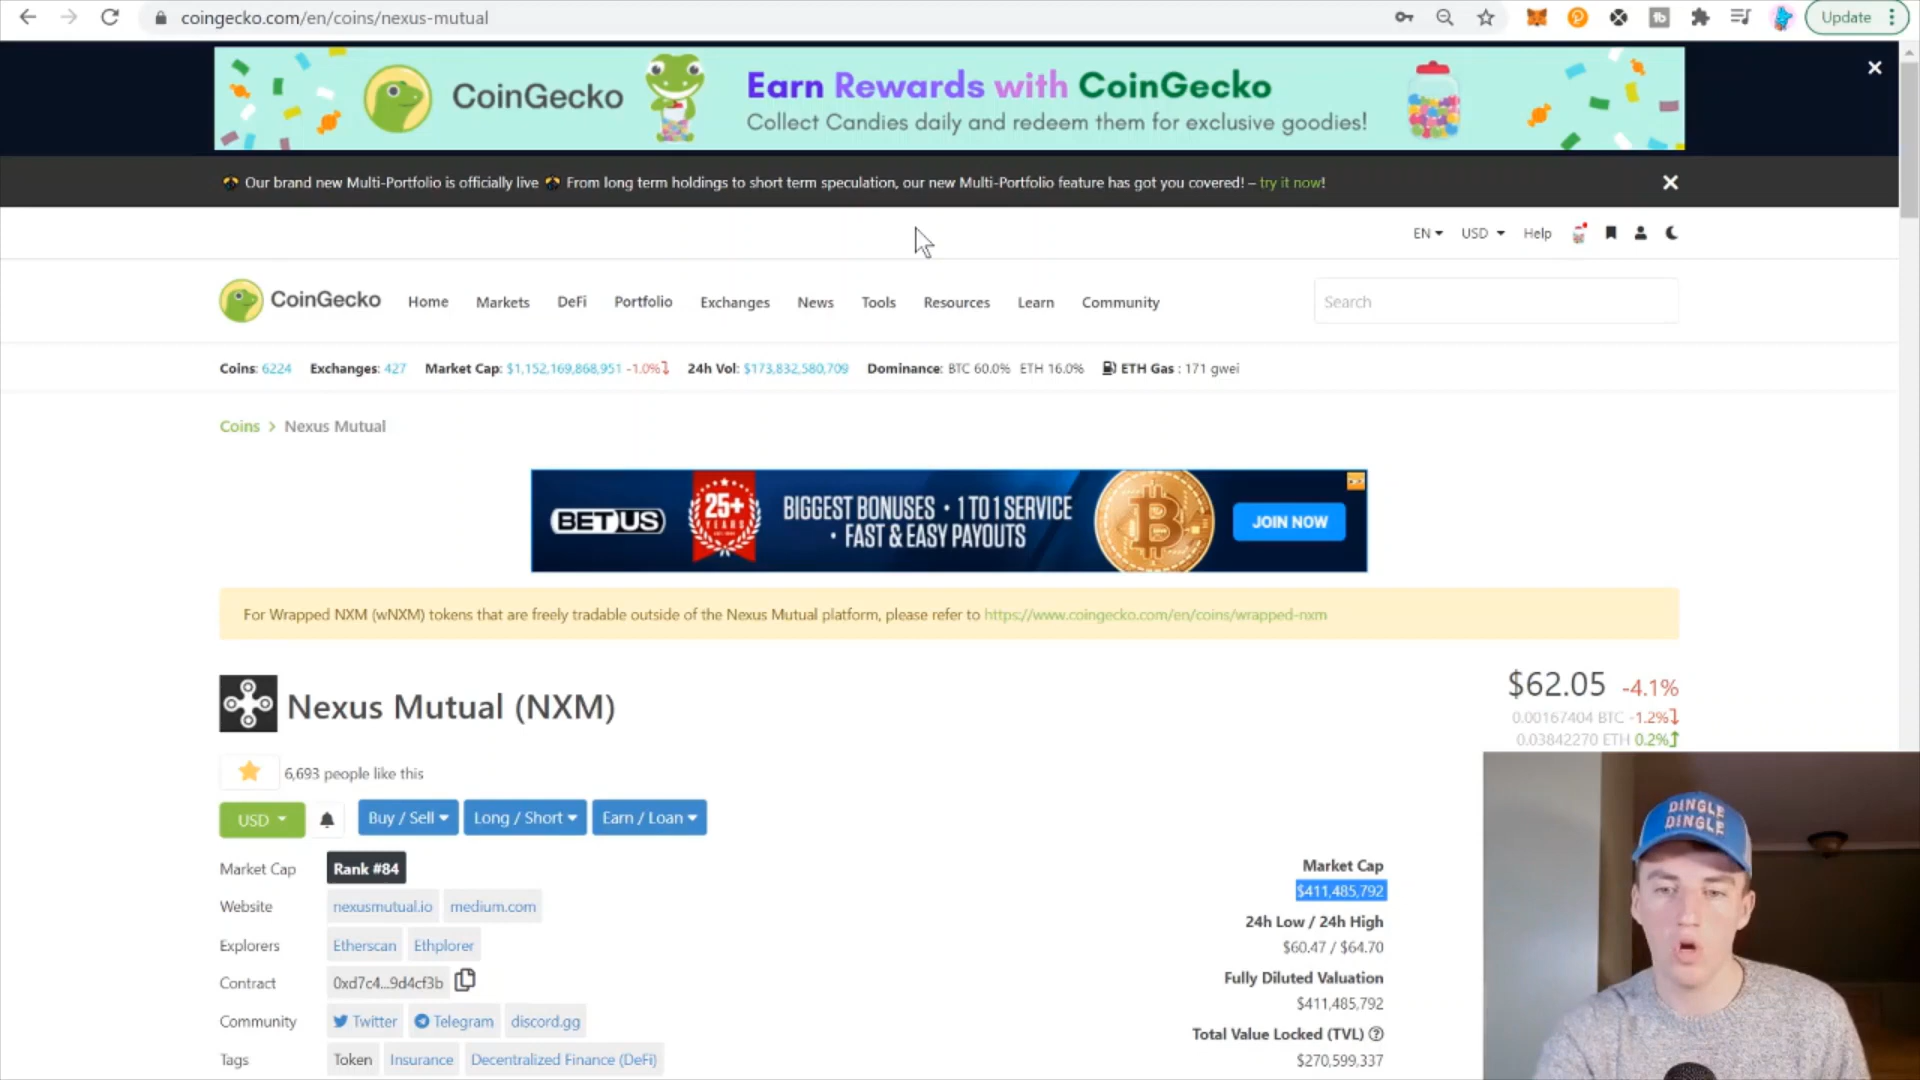 coingecko.com/en/coins/nexus-mutual
Update
CoinGecko
Earn Rewards with CoinGecko
Collect Candies daily and redeem them for exclusive goodies!
Our brand new Multi-Portfolio is officially live From long term holdings to short term speculation, our new Multi-Portfolio feature has got you covered! – try it now!
EN USD Help
CoinGecko Home Markets DeFi Portfolio Exchanges News Tools Resources Learn Community Search
Coins: 6224 Exchanges: 427 Market Cap: $1,152,169,868,951 -1.0% 24h Vol: $173,832,580,709 Dominance: BTC 60.0% ETH 16.0% ETH Gas : 171 gwei
Coins > Nexus Mutual
BETUS 25+ YEARS BIGGEST BONUSES • 1 TO 1 SERVICE
• FAST & EASY PAYOUTS
JOIN NOW
For Wrapped NXM (wNXM) tokens that are freely tradable outside of the Nexus Mutual platform, please refer to https://www.coingecko.com/en/coins/wrapped-nxm
Nexus Mutual (NXM)
$62.05 -4.1%
0.00167404 BTC -1.2%
0.03842270 ETH 0.2%
6,693 people like this
USD Buy / Sell Long / Short Earn / Loan
Market Cap Rank #84
Website nexusmutual.io medium.com
Explorers Etherscan Ethplorer
Contract 0xd7c4...9d4cf3b
Community Twitter Telegram discord.gg
Tags Token Insurance Decentralized Finance (DeFi)
Market Cap
$411,485,792
24h Low / 24h High
$60.47 / $64.70
Fully Diluted Valuation
$411,485,792
Total Value Locked (TVL)
$270,599,337
DINGLE
DINGLE